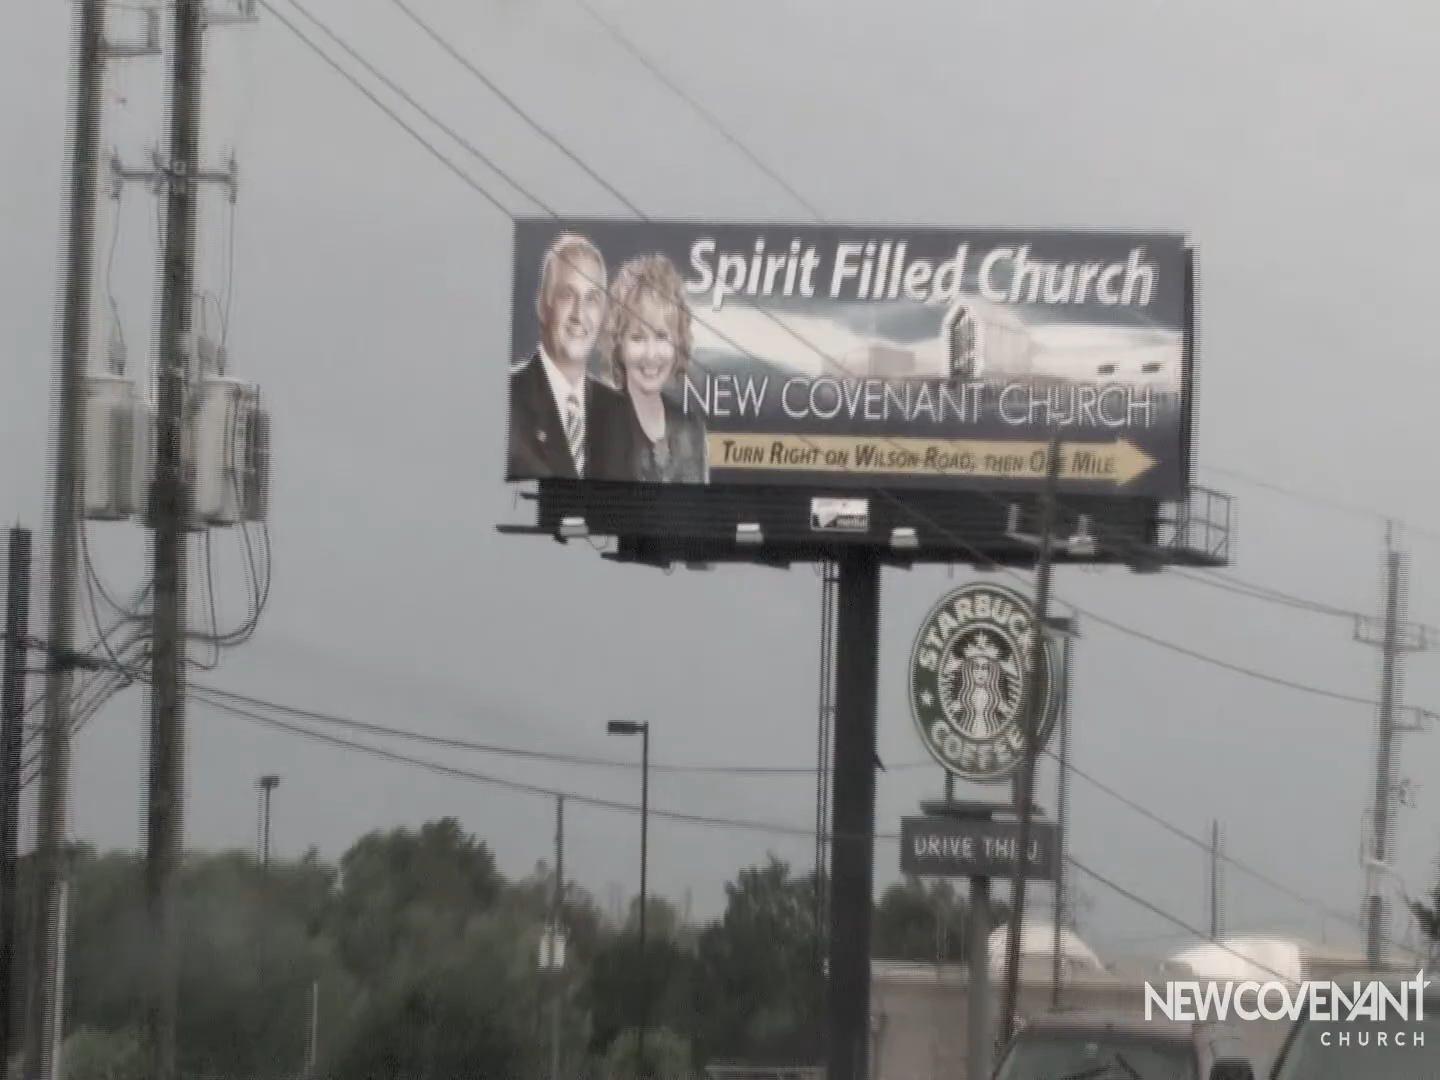 Spirit Filled Church
NEW COVENANT CHURCH
TURN RIGHT ON WILSON ROAD, THEN ONE MILE
media
STARBUCKS
COFFEE
DRIVE THRU
NEWCOVENANT
CHURCH